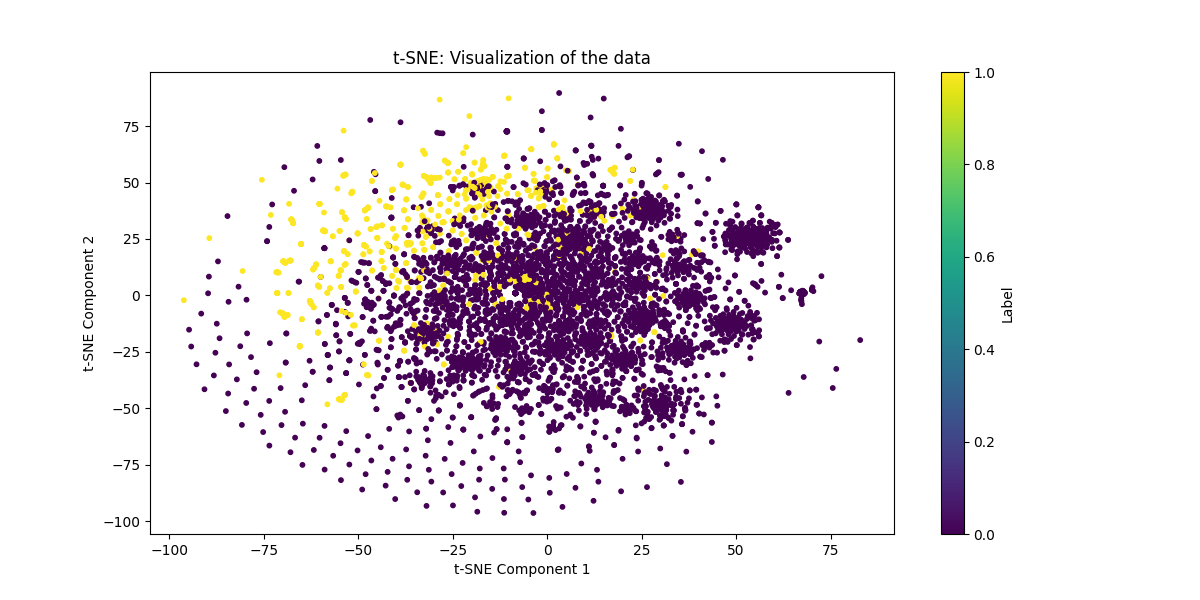 t-SNE: Visualization of the data
75
50
25
0
−25
−50
−75
−100
t-SNE Component 2
−100 −75 −50 −25 0 25 50 75
t-SNE Component 1
1.0
0.8
0.6
0.4
0.2
0.0
Label